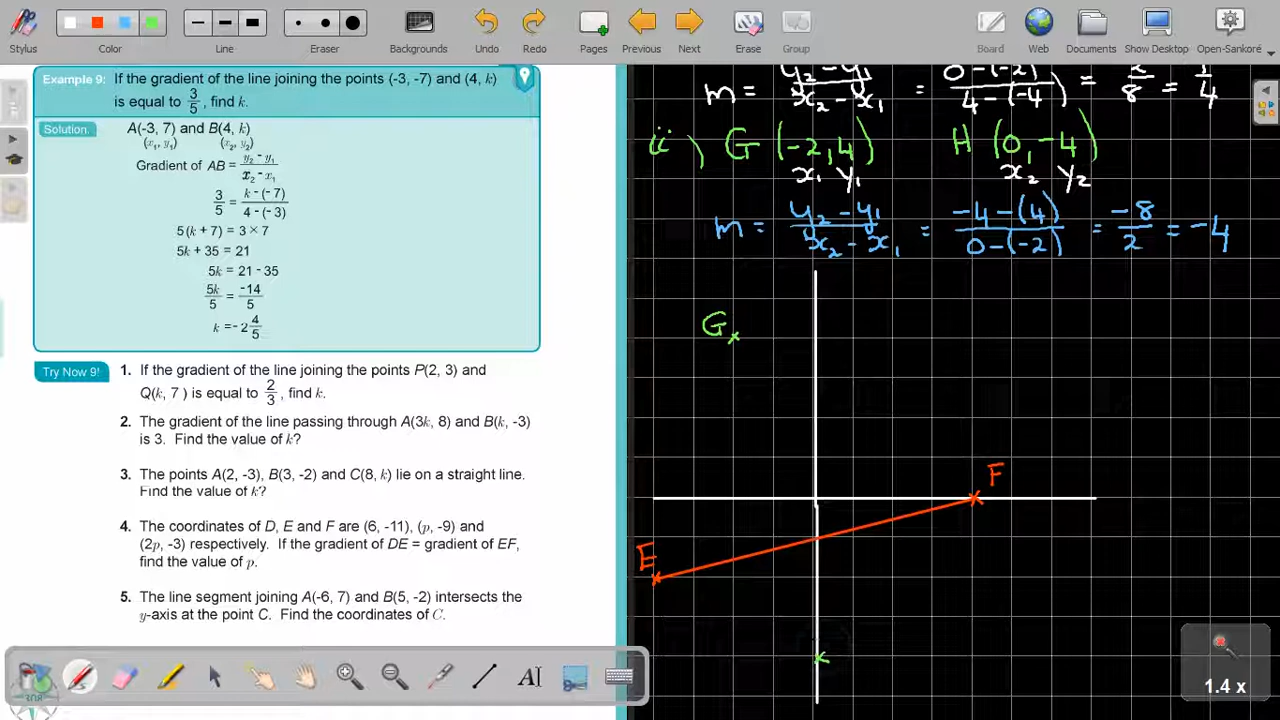 Stylus
Color
Line
Eraser
Backgrounds
Undo
Redo
Pages
Previous
Next
Erase
Group
Board
Web
Documents
Show Desktop
Open-Sankoré
Example 9: If the gradient of the line joining the points (-3, -7) and (4, k)
is equal to 3/5, find k.
Solution.
A(-3, 7) and B(4, k)
(x₁, y₁) (x₂, y₂)
Gradient of AB = y₂ - y₁ / x₂ - x₁
3/5 = k - (- 7) / 4 - (- 3)
5(k + 7) = 3 × 7
5k + 35 = 21
5k = 21 - 35
5k/5 = -14/5
k = - 2 4/5
Try Now 9!
1. If the gradient of the line joining the points P(2, 3) and
Q(k, 7 ) is equal to 2/3, find k.
2. The gradient of the line passing through A(3k, 8) and B(k, -3)
is 3. Find the value of k?
3. The points A(2, -3), B(3, -2) and C(8, k) lie on a straight line.
Find the value of k?
4. The coordinates of D, E and F are (6, -11), (p, -9) and
(2p, -3) respectively. If the gradient of DE = gradient of EF,
find the value of p.
5. The line segment joining A(-6, 7) and B(5, -2) intersects the
y-axis at the point C. Find the coordinates of C.
m = y₂ - y₁ / x₂ - x₁ = 0 - (-2) / 4 - (-4) = 2/8 = 1/4
ii) G (-2, 4) H (0, -4)
x₁ y₁ x₂ y₂
m = y₂ - y₁ / x₂ - x₁ = -4 - (4) / 0 - (-2) = -8/2 = -4
G
F
E
1.4 x